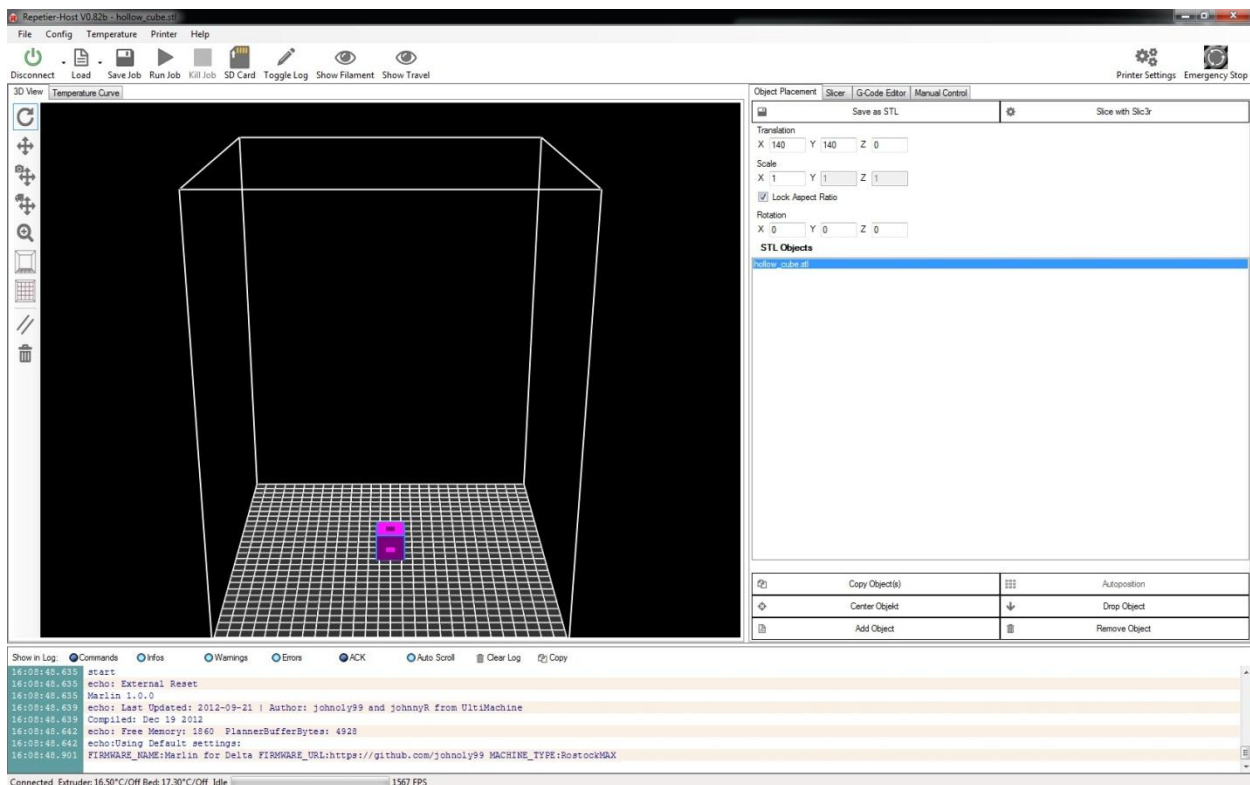 Repetier-Host V0.82b - hollow_cube.stl
File Config Temperature Printer Help
Disconnect Load Save Job Run Job Kill Job SD Card Toggle Log Show Filament Show Travel Printer Settings Emergency Stop
3D View Temperature Curve
Object Placement Slicer G-Code Editor Manual Control
Save as STL Slice with Slic3r
Translation
X 140 Y 140 Z 0
Scale
X 1 Y 1 Z 1
Lock Aspect Ratio
Rotation
X 0 Y 0 Z 0
STL Objects
hollow_cube.stl
Copy Object(s) Autoposition
Center Objekt Drop Object
Add Object Remove Object
Show in Log: Commands Infos Warnings Errors ACK Auto Scroll Clear Log Copy
16:08:48.635 start
16:08:48.635 echo: External Reset
16:08:48.635 Marlin 1.0.0
16:08:48.639 echo: Last Updated: 2012-09-21 | Author: johnoly99 and johnnyR from UltiMachine
16:08:48.639 Compiled: Dec 19 2012
16:08:48.642 echo: Free Memory: 1860 PlannerBufferBytes: 4928
16:08:48.642 echo:Using Default settings:
16:08:48.901 FIRMWARE_NAME:Marlin for Delta FIRMWARE_URL:https://github.com/johnoly99 MACHINE_TYPE:RostockMAX
Connected Extruder: 16.50°C/Off Bed: 17.30°C/Off Idle 1567 FPS